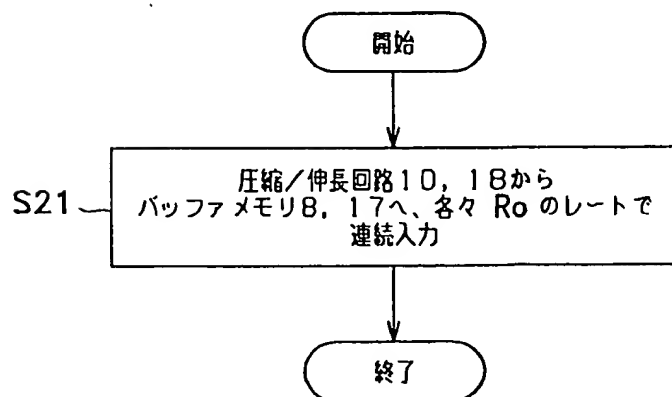 開始
S21
圧縮/伸長回路10,18から
バッファメモリ8,17へ、各々 Ro のレートで
連続入力
終了